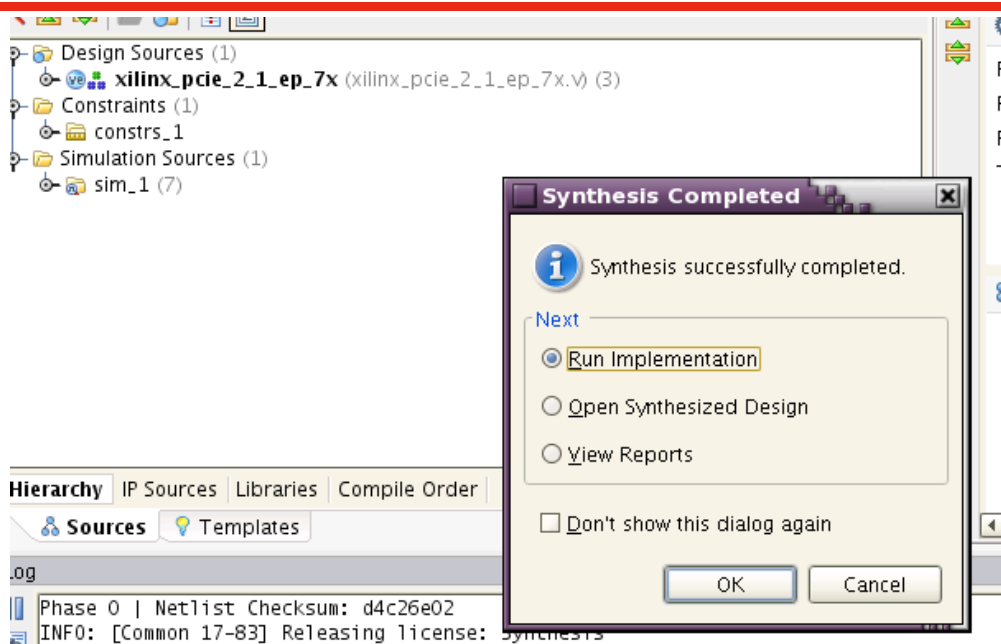 Design Sources (1)
xilinx_pcie_2_1_ep_7x (xilinx_pcie_2_1_ep_7x.v) (3)
Constraints (1)
constrs_1
Simulation Sources (1)
sim_1 (7)
Synthesis Completed
Synthesis successfully completed.
Next
Run Implementation
Open Synthesized Design
View Reports
Don't show this dialog again
OK Cancel
Hierarchy IP Sources Libraries Compile Order
Sources Templates
Log
Phase 0 | Netlist Checksum: d4c26e02
INFO: [Common 17-83] Releasing license: Synthesis